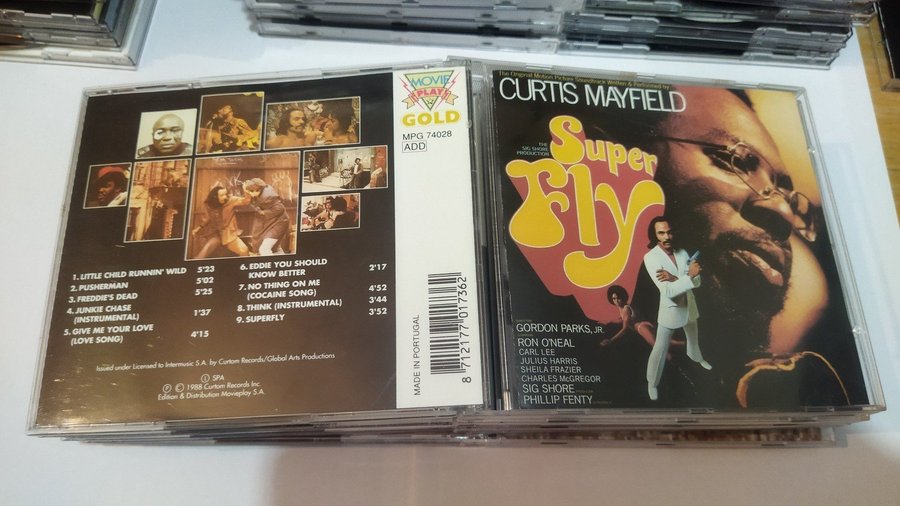 MOVIE
PLAY
GOLD
MPG 74028
ADD
1. LITTLE CHILD RUNNIN' WILD 5'23
2. PUSHERMAN 5'02
3. FREDDIE'S DEAD 5'25
4. JUNKIE CHASE
(INSTRUMENTAL) 1'37
5. GIVE ME YOUR LOVE
(LOVE SONG) 4'15
6. EDDIE YOU SHOULD
KNOW BETTER 2'17
7. NO THING ON ME
(COCAINE SONG) 4'52
8. THINK (INSTRUMENTAL) 3'44
9. SUPERFLY 3'52
Issued under Licensed to Intermusic S.A. by Curtom Records/Global Arts Productions
Ⓛ SPA
Ⓟ © 1988 Curtom Records Inc.
Edition & Distribution Movieplay S.A.
MADE IN PORTUGAL
8 712177 017362
The Original Motion Picture Soundtrack Written & Performed by
CURTIS MAYFIELD
THE
SIG SHORE
PRODUCTION
Super
Fly
GORDON PARKS, JR.
RON O'NEAL
CARL LEE
JULIUS HARRIS
SHEILA FRAZIER
CHARLES McGREGOR
SIG SHORE
PHILLIP FENTY